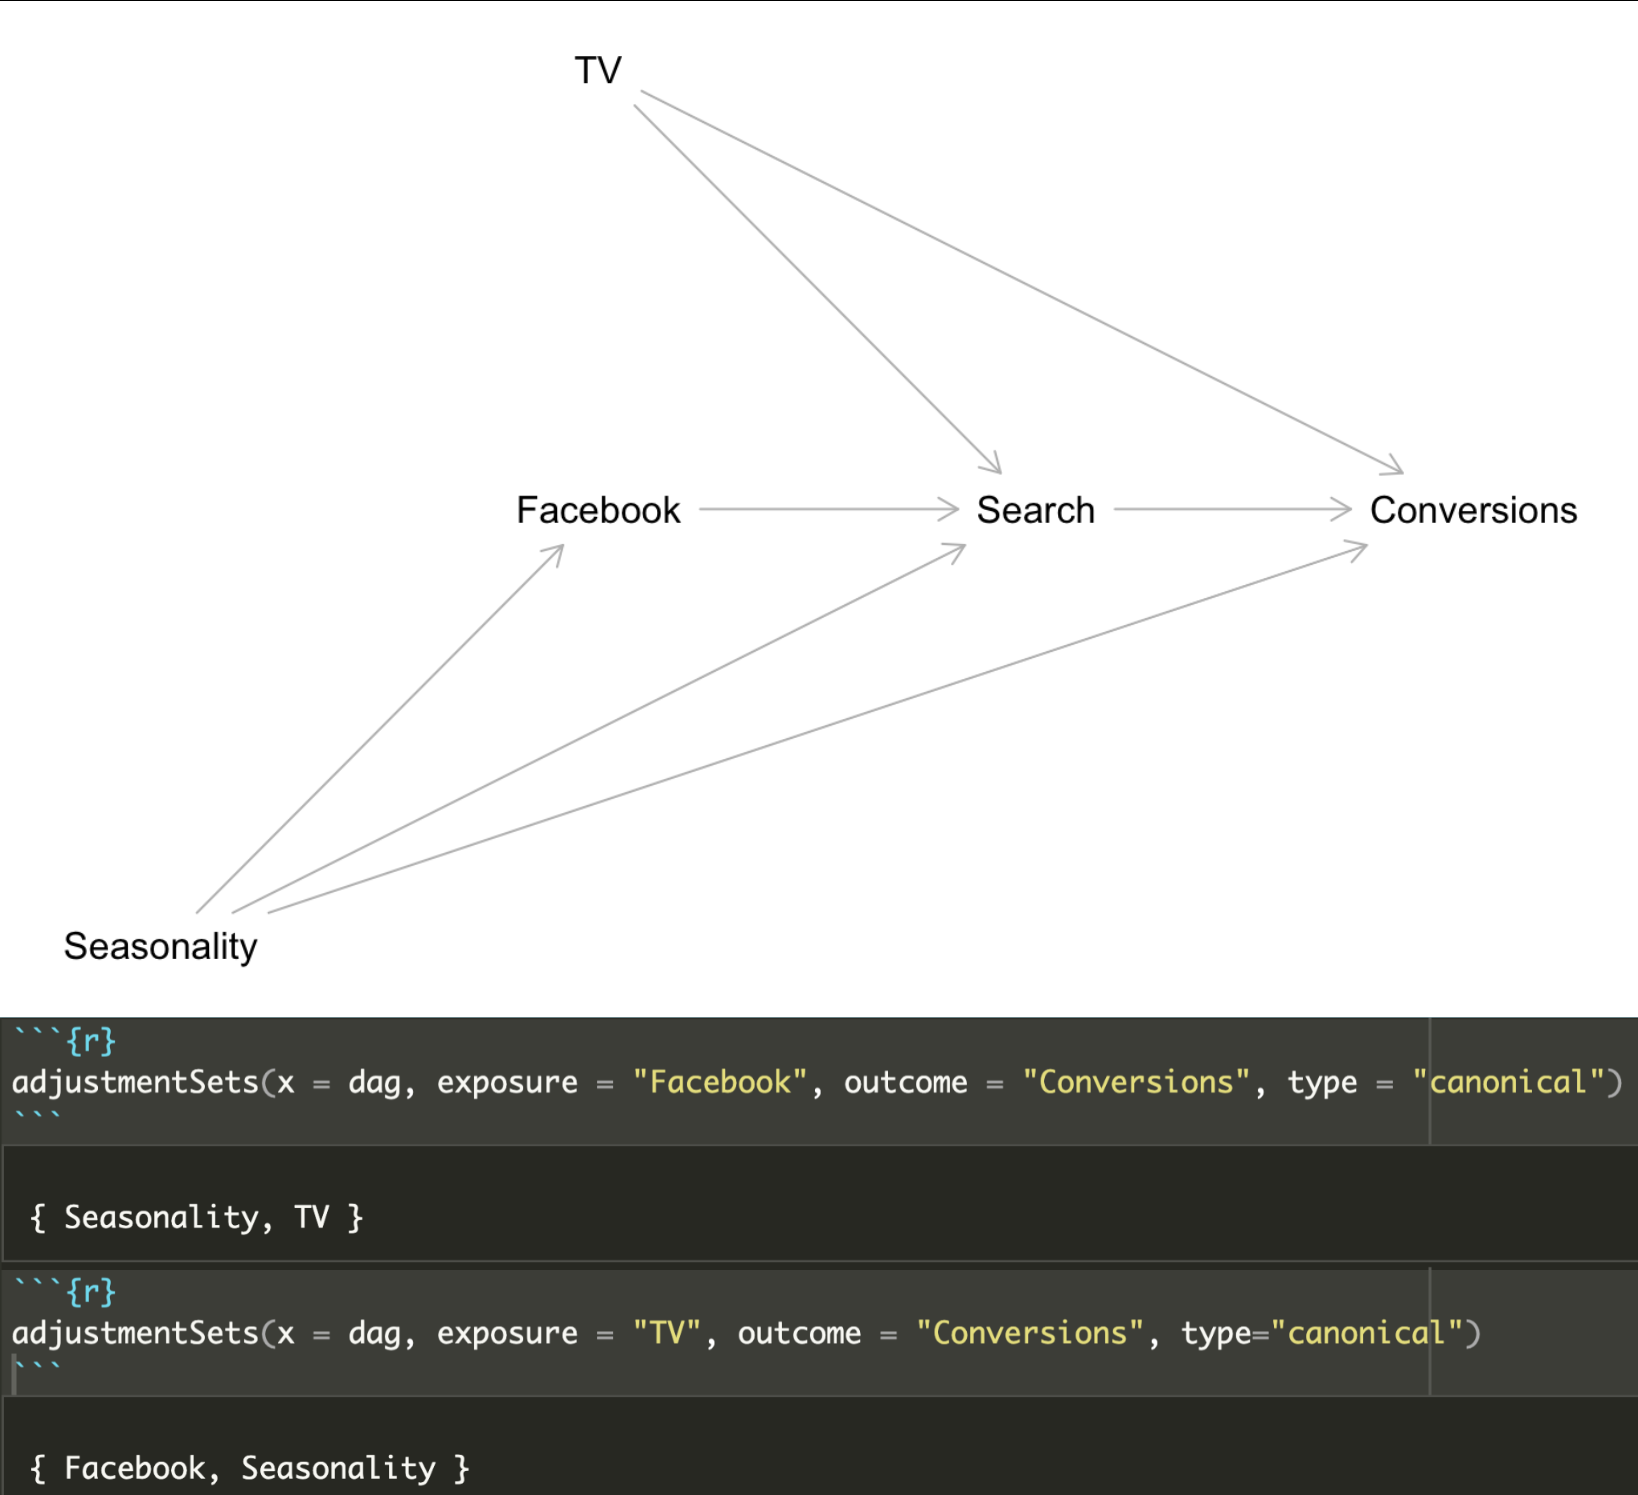 TV
Facebook Search Conversions
Seasonality
```{r}
adjustmentSets(x = dag, exposure = "Facebook", outcome = "Conversions", type = "canonical")
```
{ Seasonality, TV }
```{r}
adjustmentSets(x = dag, exposure = "TV", outcome = "Conversions", type="canonical")
```
{ Facebook, Seasonality }